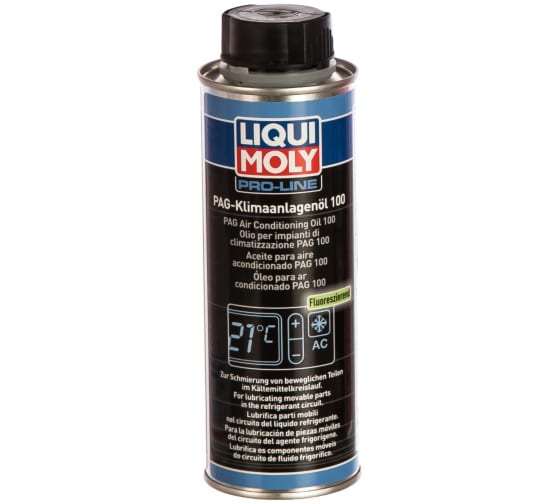 LIQUI
MOLY
PRO-LINE
PAG-Klimaanlagenöl 100
PAG Air Conditioning Oil 100
Olio per impianti di
climatizzazione PAG 100
Aceite para aire
acondicionado PAG 100
Óleo para ar
condicionado PAG 100
Fluoreszierend
21°C
+
-
AC
Zur Schmierung von beweglichen Teilen
im Kältemittelkreislauf.
For lubricating movable parts
in the refrigerant circuit.
Lubrifica parti mobili
nel circuito del liquido refrigerante.
Para la lubricación de piezas móviles
del circuito del agente frigorígeno.
Lubrifica os componentes móveis
do circuito de fluido frigorífico.